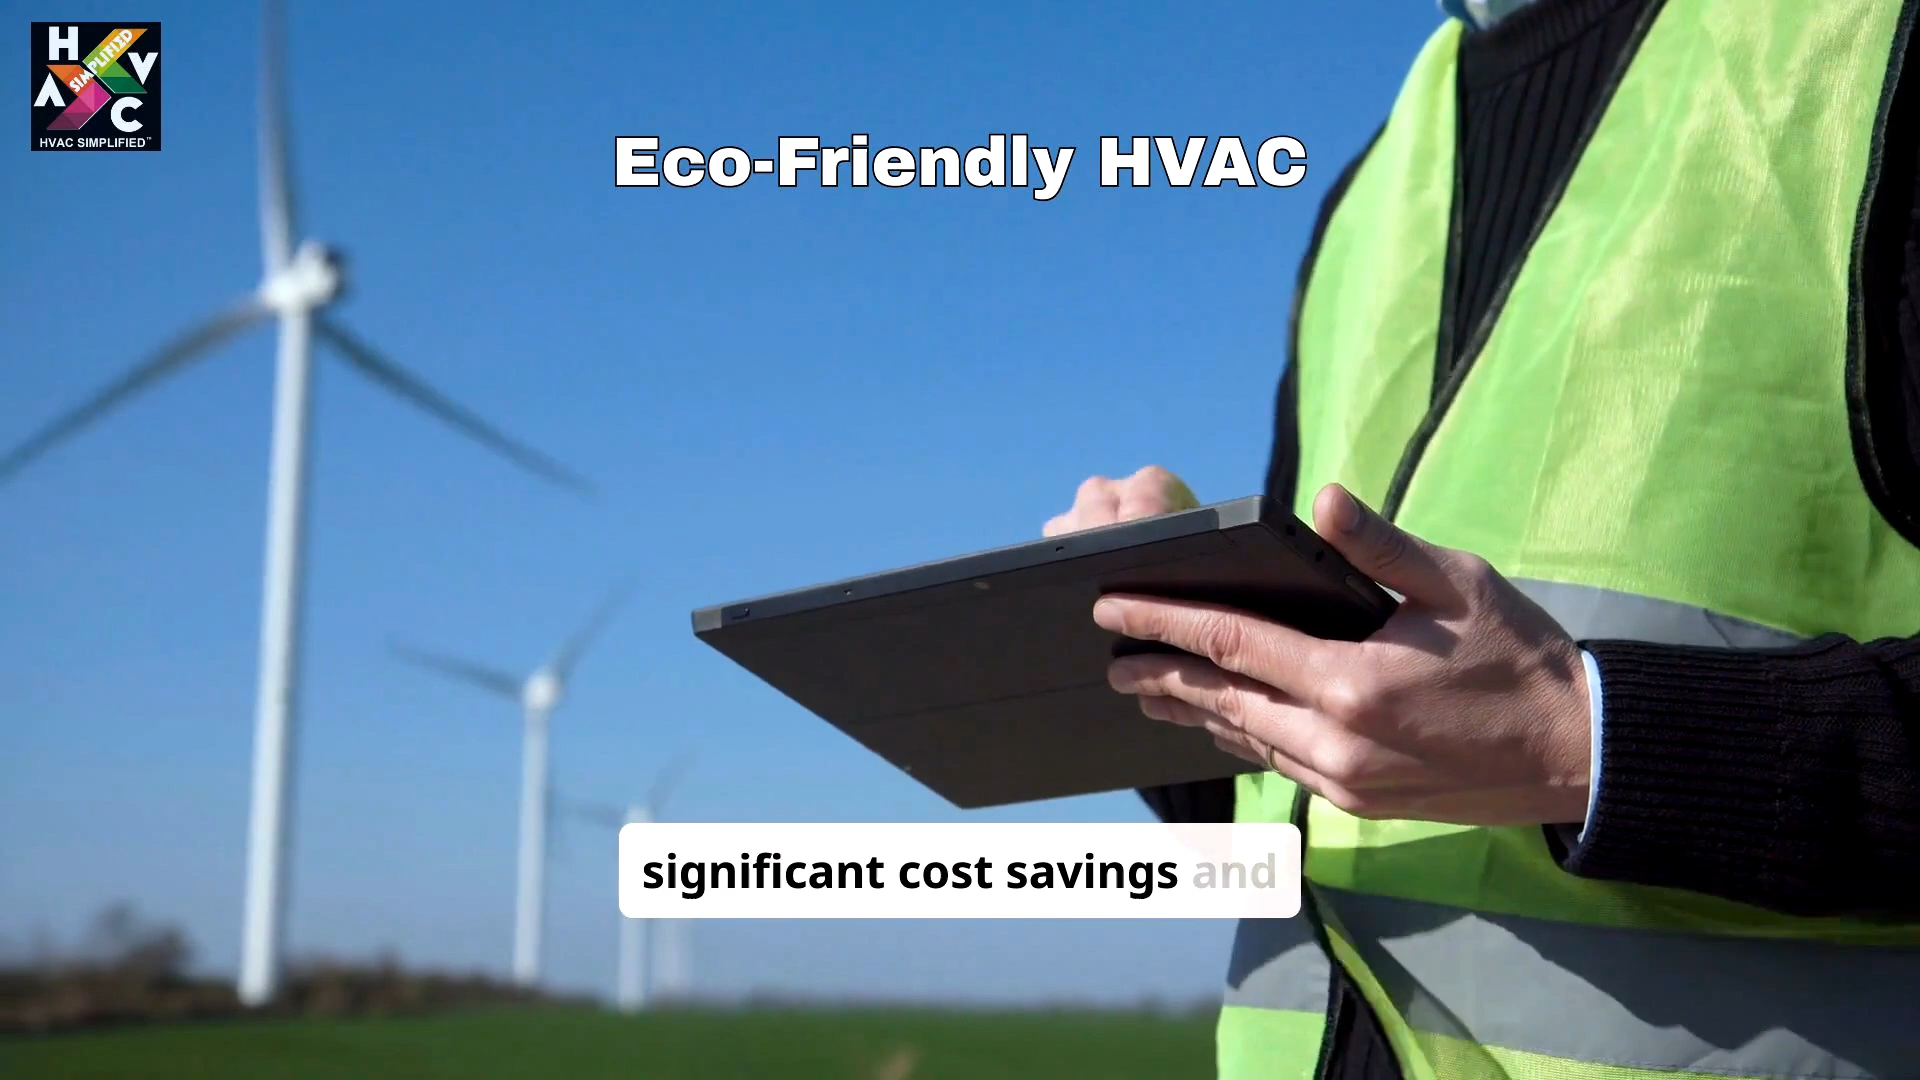 H
SIMPLIFIED
V
A
C
HVAC SIMPLIFIED™
Eco-Friendly HVAC
significant cost savings and